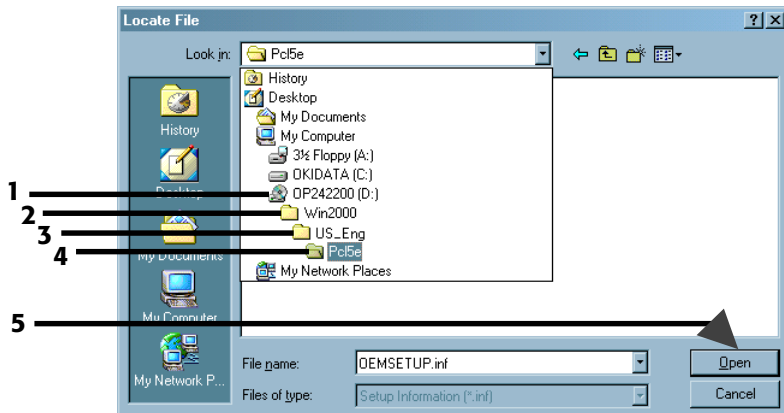 Locate File
Look in: Pcl5e
History
Desktop
My Documents
My Computer
3½ Floppy (A:)
OKIDATA (C:)
OP242200 (D:)
Win2000
US_Eng
Pcl5e
My Network Places
History
Desktop
My Documents
My Computer
My Network P...
1
2
3
4
5
File name: OEMSETUP.inf
Open
Files of type: Setup Information (*.inf)
Cancel